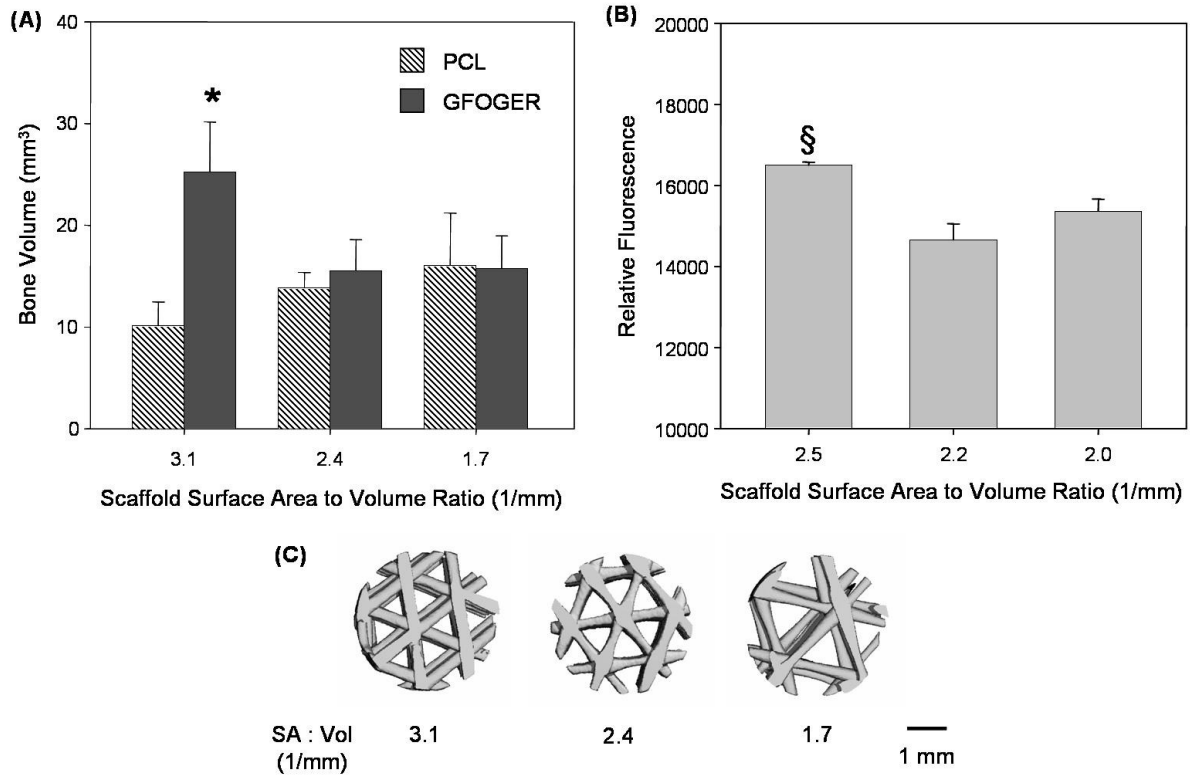 (A)
40
30
20
10
0
Bone Volume (mm³)
PCL
GFOGER
*
3.1 2.4 1.7
Scaffold Surface Area to Volume Ratio (1/mm)
(B)
20000
18000
16000
14000
12000
10000
Relative Fluorescence
§
2.5 2.2 2.0
Scaffold Surface Area to Volume Ratio (1/mm)
(C)
SA : Vol 3.1 2.4 1.7
(1/mm)
1 mm